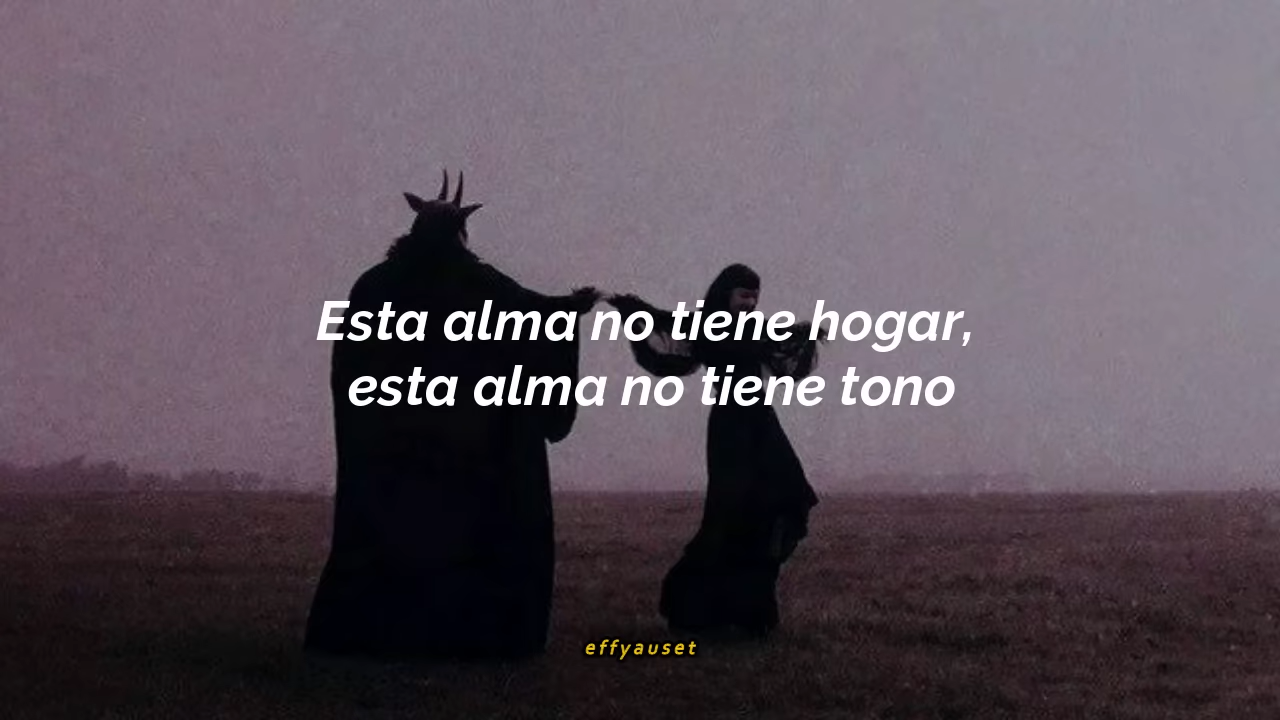 Esta alma no tiene hogar,
esta alma no tiene tono
effyauset